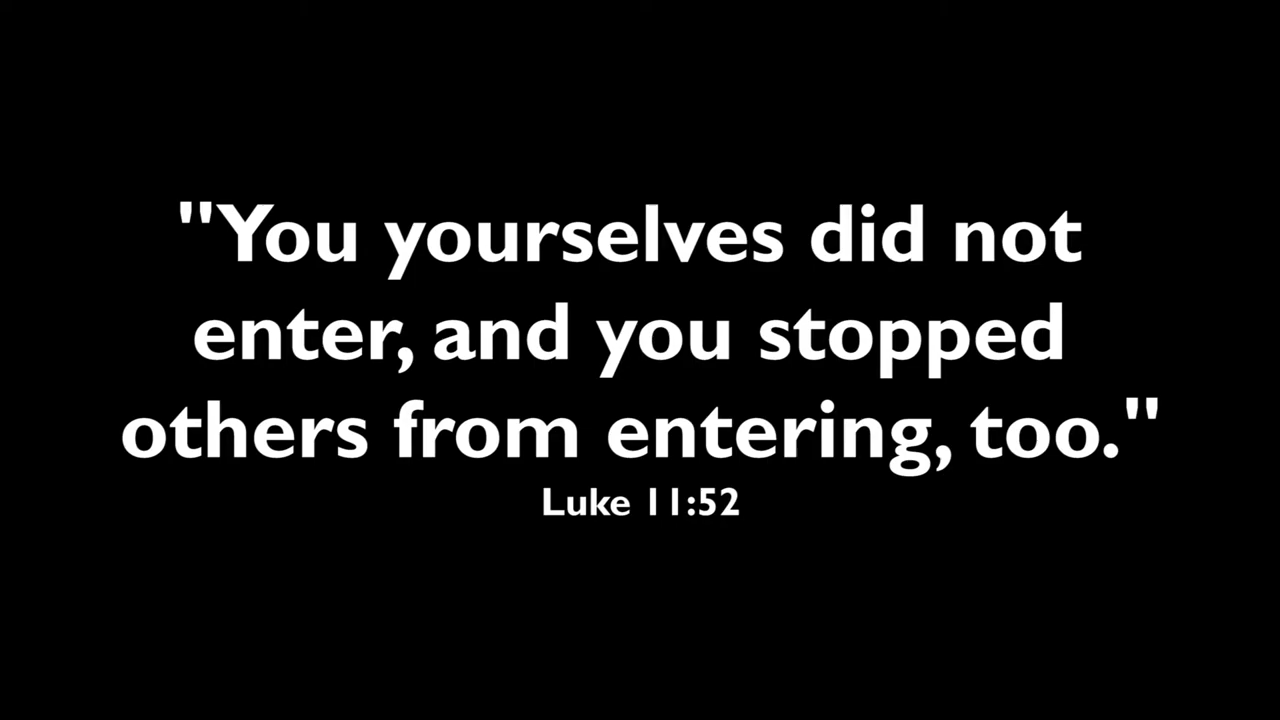 "You yourselves did not
enter, and you stopped
others from entering, too."
Luke 11:52